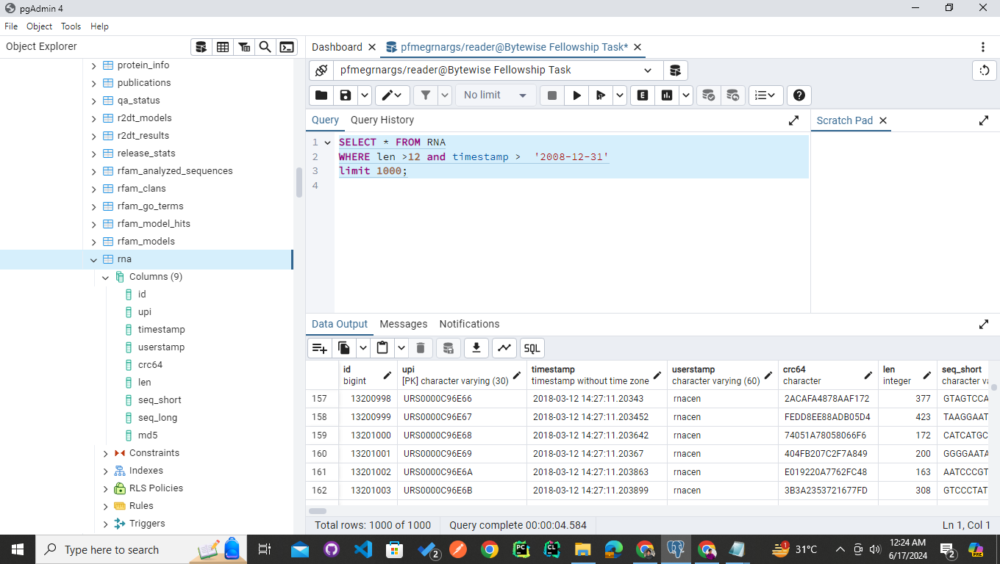 pgAdmin 4
File Object Tools Help
Object Explorer
protein_info
publications
qa_status
r2dt_models
r2dt_results
release_stats
rfam_analyzed_sequences
rfam_clans
rfam_go_terms
rfam_model_hits
rfam_models
rna
Columns (9)
id
upi
timestamp
userstamp
crc64
len
seq_short
seq_long
md5
Constraints
Indexes
RLS Policies
Rules
Triggers
Dashboard pfmegrnargs/reader@Bytewise Fellowship Task*
pfmegrnargs/reader@Bytewise Fellowship Task
No limit E
Query Query History
Scratch Pad
1 SELECT * FROM RNA
2 WHERE len >12 and timestamp > '2008-12-31'
3 limit 1000;
4
Data Output Messages Notifications
SQL
id upi timestamp userstamp crc64 len seq_short
bigint [PK] character varying (30) timestamp without time zone character varying (60) character integer character va
157 13200998 URS0000C96E66 2018-03-12 14:27:11.20343 rnacen 2ACAFA4878AAF172 377 GTAGTCCA
158 13200999 URS0000C96E67 2018-03-12 14:27:11.203452 rnacen FEDD8EE88ADB05D4 423 TAAGGAAT
159 13201000 URS0000C96E68 2018-03-12 14:27:11.203642 rnacen 74051A78058066F6 172 CATCATGC
160 13201001 URS0000C96E69 2018-03-12 14:27:11.20367 rnacen 404FB207C2F7A849 200 GGGGAATA
161 13201002 URS0000C96E6A 2018-03-12 14:27:11.203863 rnacen E019220A7762FC48 163 AATCCCGT
162 13201003 URS0000C96E6B 2018-03-12 14:27:11.203899 rnacen 3B3A2353721677FD 308 GTCCCTAT
Total rows: 1000 of 1000 Query complete 00:00:04.584 Ln 1, Col 1
Type here to search
2
PC
CL
1
31°C
12:24 AM
6/17/2024
2
PRE